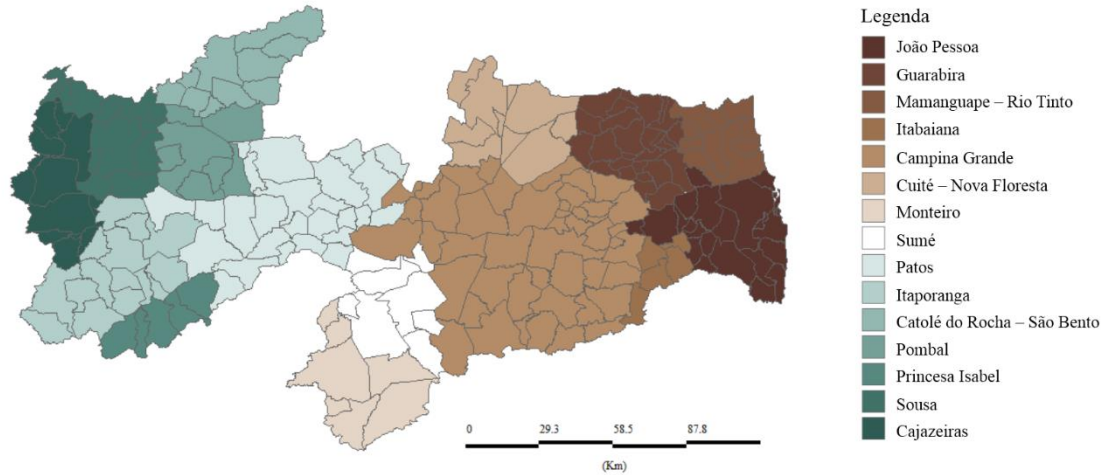 Legenda
João Pessoa
Guarabira
Mamanguape – Rio Tinto
Itabaiana
Campina Grande
Cuité – Nova Floresta
Monteiro
Sumé
Patos
Itaporanga
Catolé do Rocha – São Bento
Pombal
Princesa Isabel
Sousa
Cajazeiras
0 29.3 58.5 87.8
(Km)